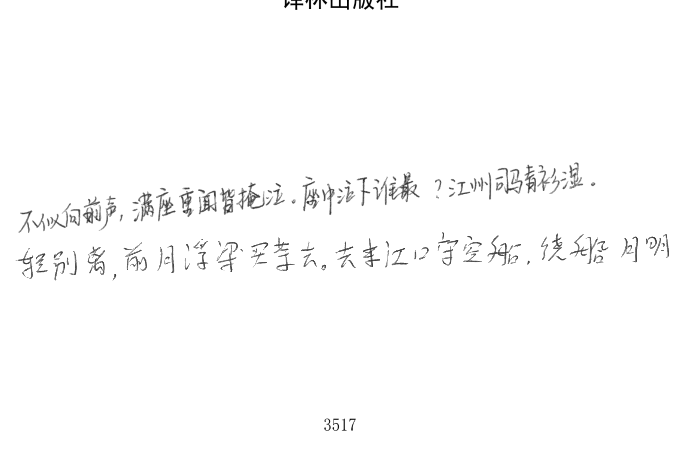 译林出版社
不似向前声，满座重闻皆掩泣。座中泣下谁最？江州司马青衫湿。
轻别离，前月浮梁买茶去。去来江口守空船，绕船月明
3517